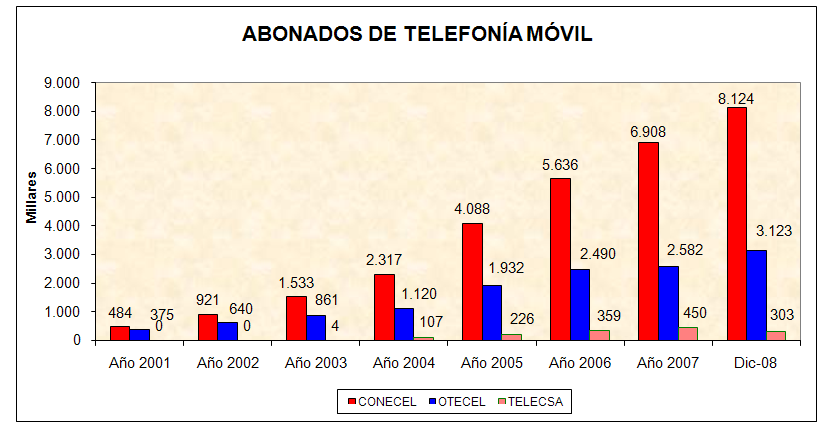 ABONADOS DE TELEFONÍA MÓVIL
Millares
9.000
8.000
7.000
6.000
5.000
4.000
3.000
2.000
1.000
0
484 375 0
921 640 0
1.533 861 4
2.317 1.120 107
4.088 1.932 226
5.636 2.490 359
6.908 2.582 450
8.124 3.123 303
Año 2001 Año 2002 Año 2003 Año 2004 Año 2005 Año 2006 Año 2007 Dic-08
CONECEL OTECEL TELECSA